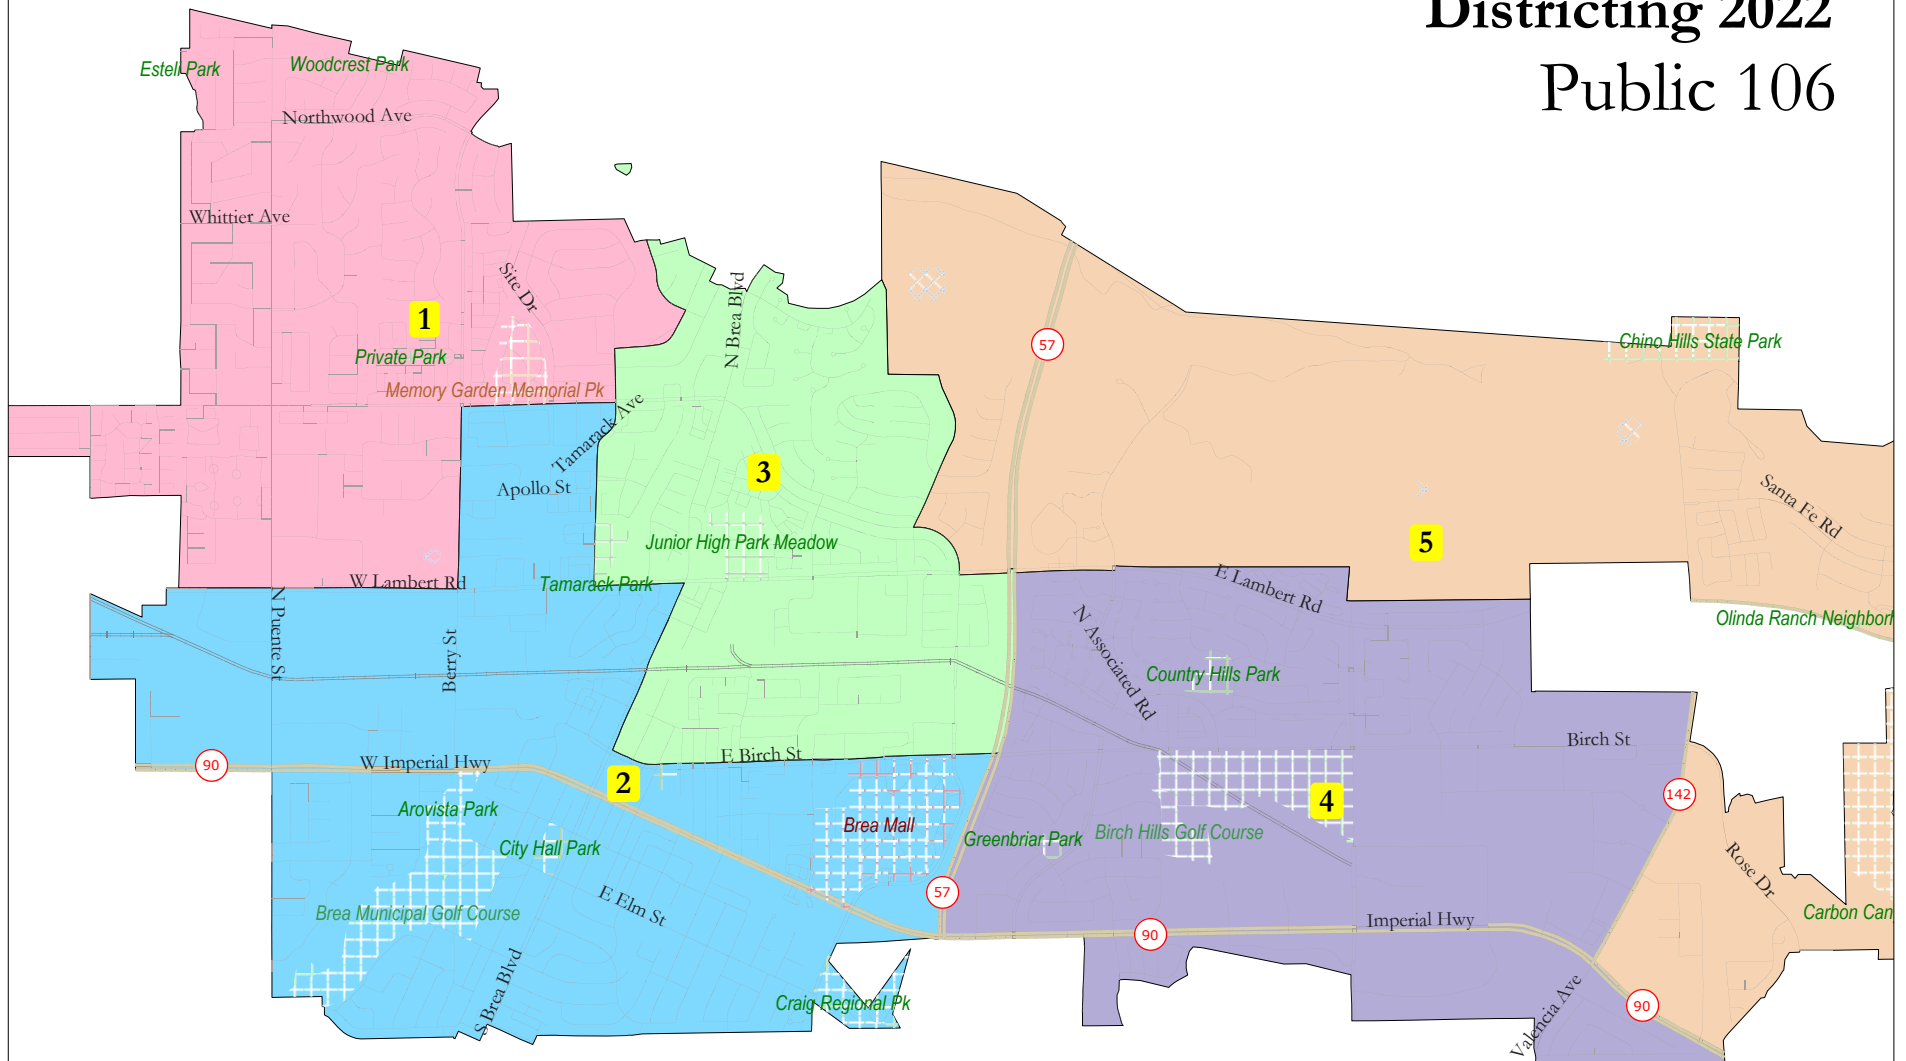 Districting 2022
Public 106
Estell Park
Woodcrest Park
Northwood Ave
Whittier Ave
Site Dr
N Brea Blvd
1
57
Private Park
Chino Hills State Park
Memory Garden Memorial Pk
Tamarack Ave
3
Apollo St
Santa Fe Rd
Junior High Park Meadow
5
W Lambert Rd
Tamarack Park
E Lambert Rd
N Puente St
Olinda Ranch Neighborh
Berry St
N Associated Rd
Country Hills Park
E Birch St
Birch St
W Imperial Hwy
90
2
142
4
Arovista Park
Brea Mall
Greenbriar Park
Birch Hills Golf Course
City Hall Park
Rose Dr
57
E Elm St
Brea Municipal Golf Course
Imperial Hwy
Carbon Can
90
S Brea Blvd
Craig Regional Pk
90
Valencia Ave